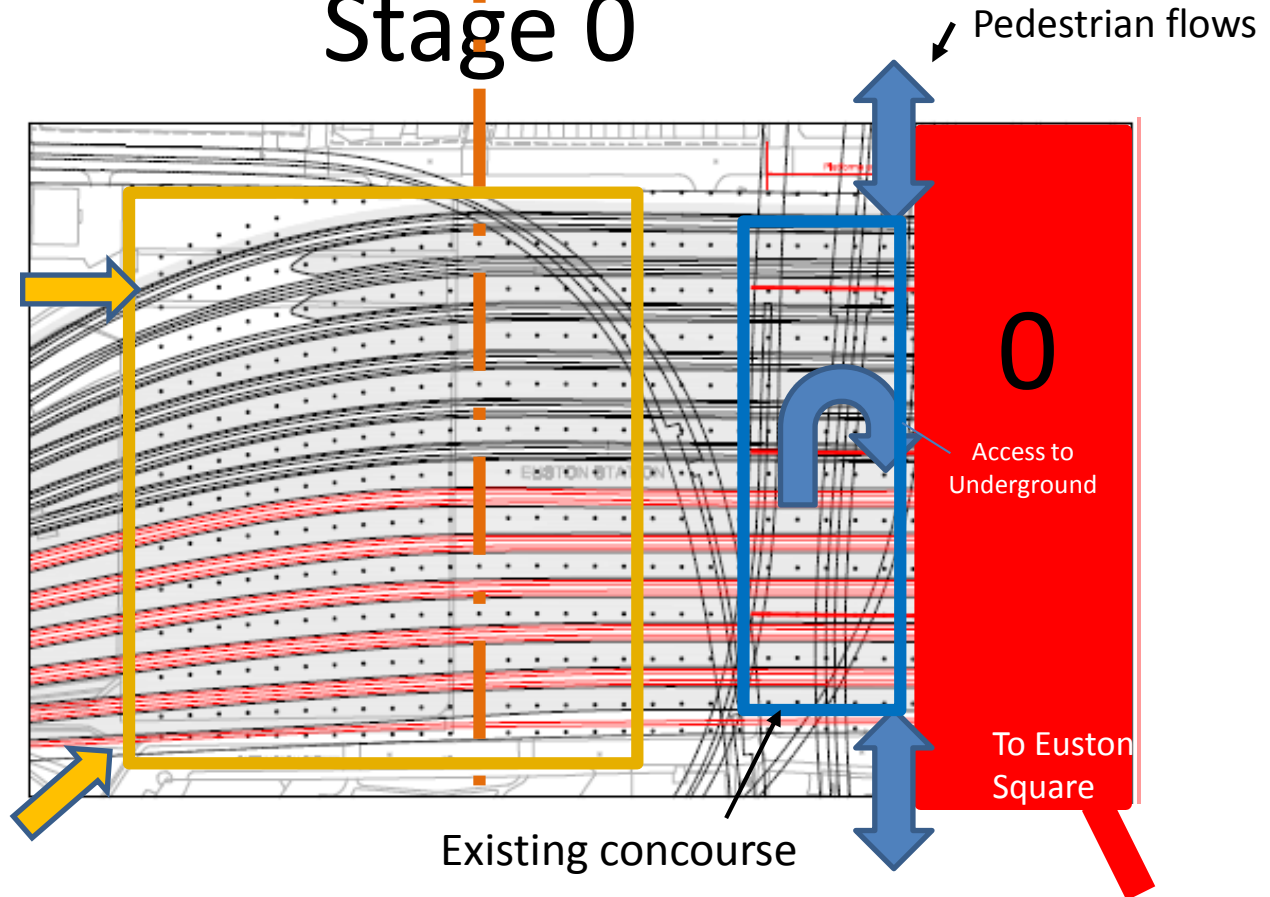 Stage 0
Pedestrian flows
EUSTON STATION
0
Access to
Underground
To Euston
Square
Existing concourse